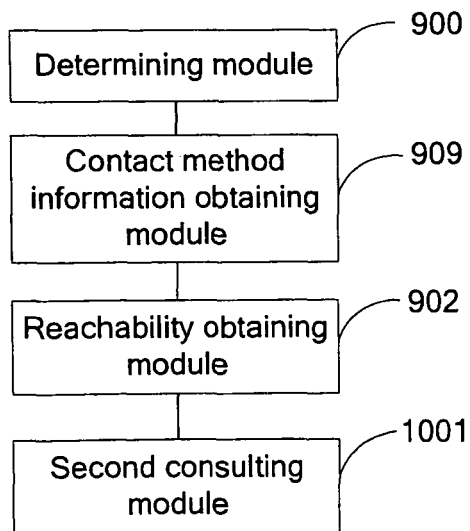 900
Determining module
909
Contact method
information obtaining
module
902
Reachability obtaining
module
1001
Second consulting
module